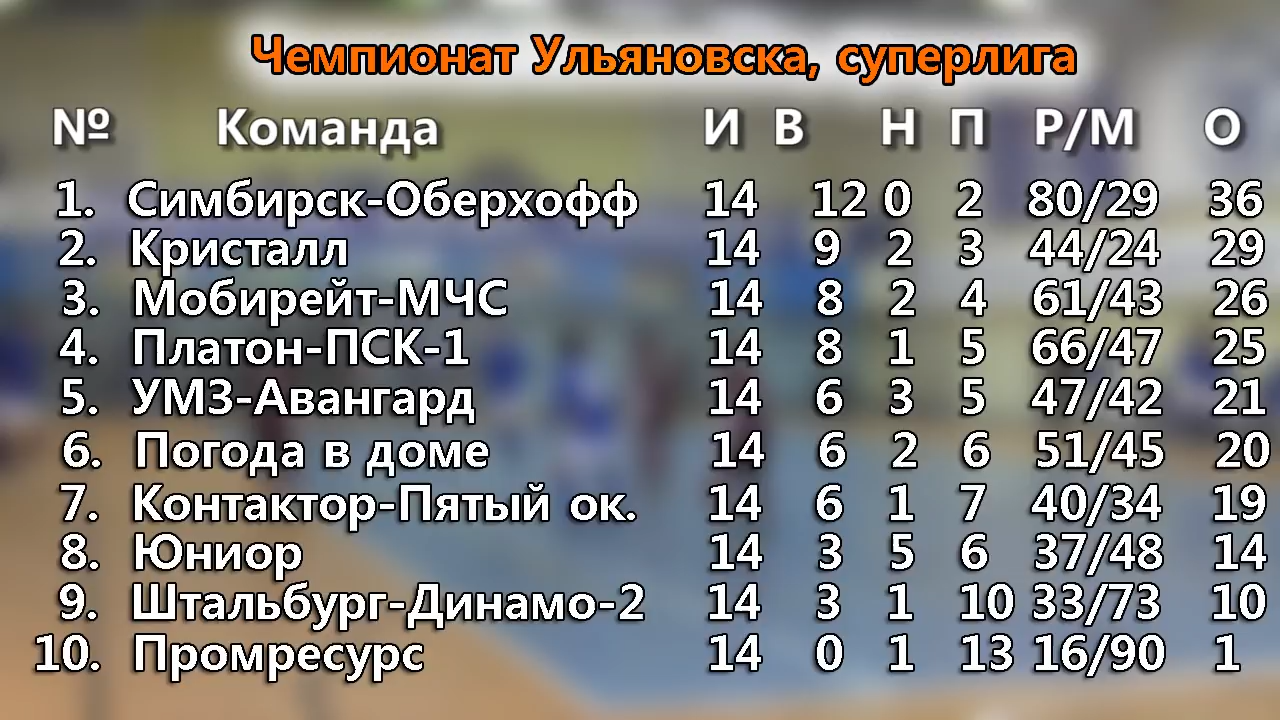 Чемпионат Ульяновска, суперлига
№ Команда И В Н П Р/М О
1. Симбирск-Оберхофф 14 12 0 2 80/29 36
2. Кристалл 14 9 2 3 44/24 29
3. Мобирейт-МЧС 14 8 2 4 61/43 26
4. Платон-ПСК-1 14 8 1 5 66/47 25
5. УМЗ-Авангард 14 6 3 5 47/42 21
6. Погода в доме 14 6 2 6 51/45 20
7. Контактор-Пятый ок. 14 6 1 7 40/34 19
8. Юниор 14 3 5 6 37/48 14
9. Штальбург-Динамо-2 14 3 1 10 33/73 10
10. Промресурс 14 0 1 13 16/90 1